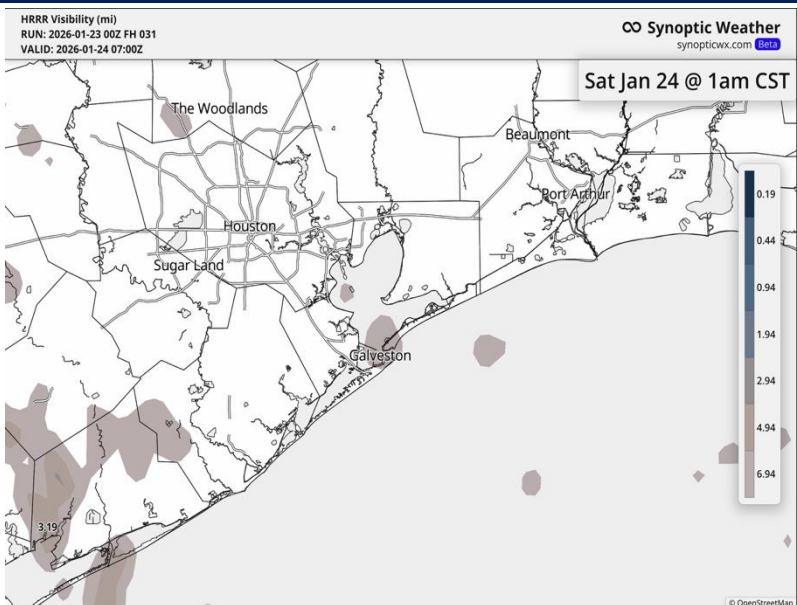 HRRR Visibility (mi)
RUN: 2026-01-23 00Z FH 031
VALID: 2026-01-24 07:00Z
Synoptic Weather
synopticwx.com Beta
Sat Jan 24 @ 1am CST
The Woodlands
Beaumont
Port Arthur
Houston
Sugar Land
Galveston
3.19
0.19
0.44
0.94
1.94
2.94
4.94
6.94
© OpenStreetMap